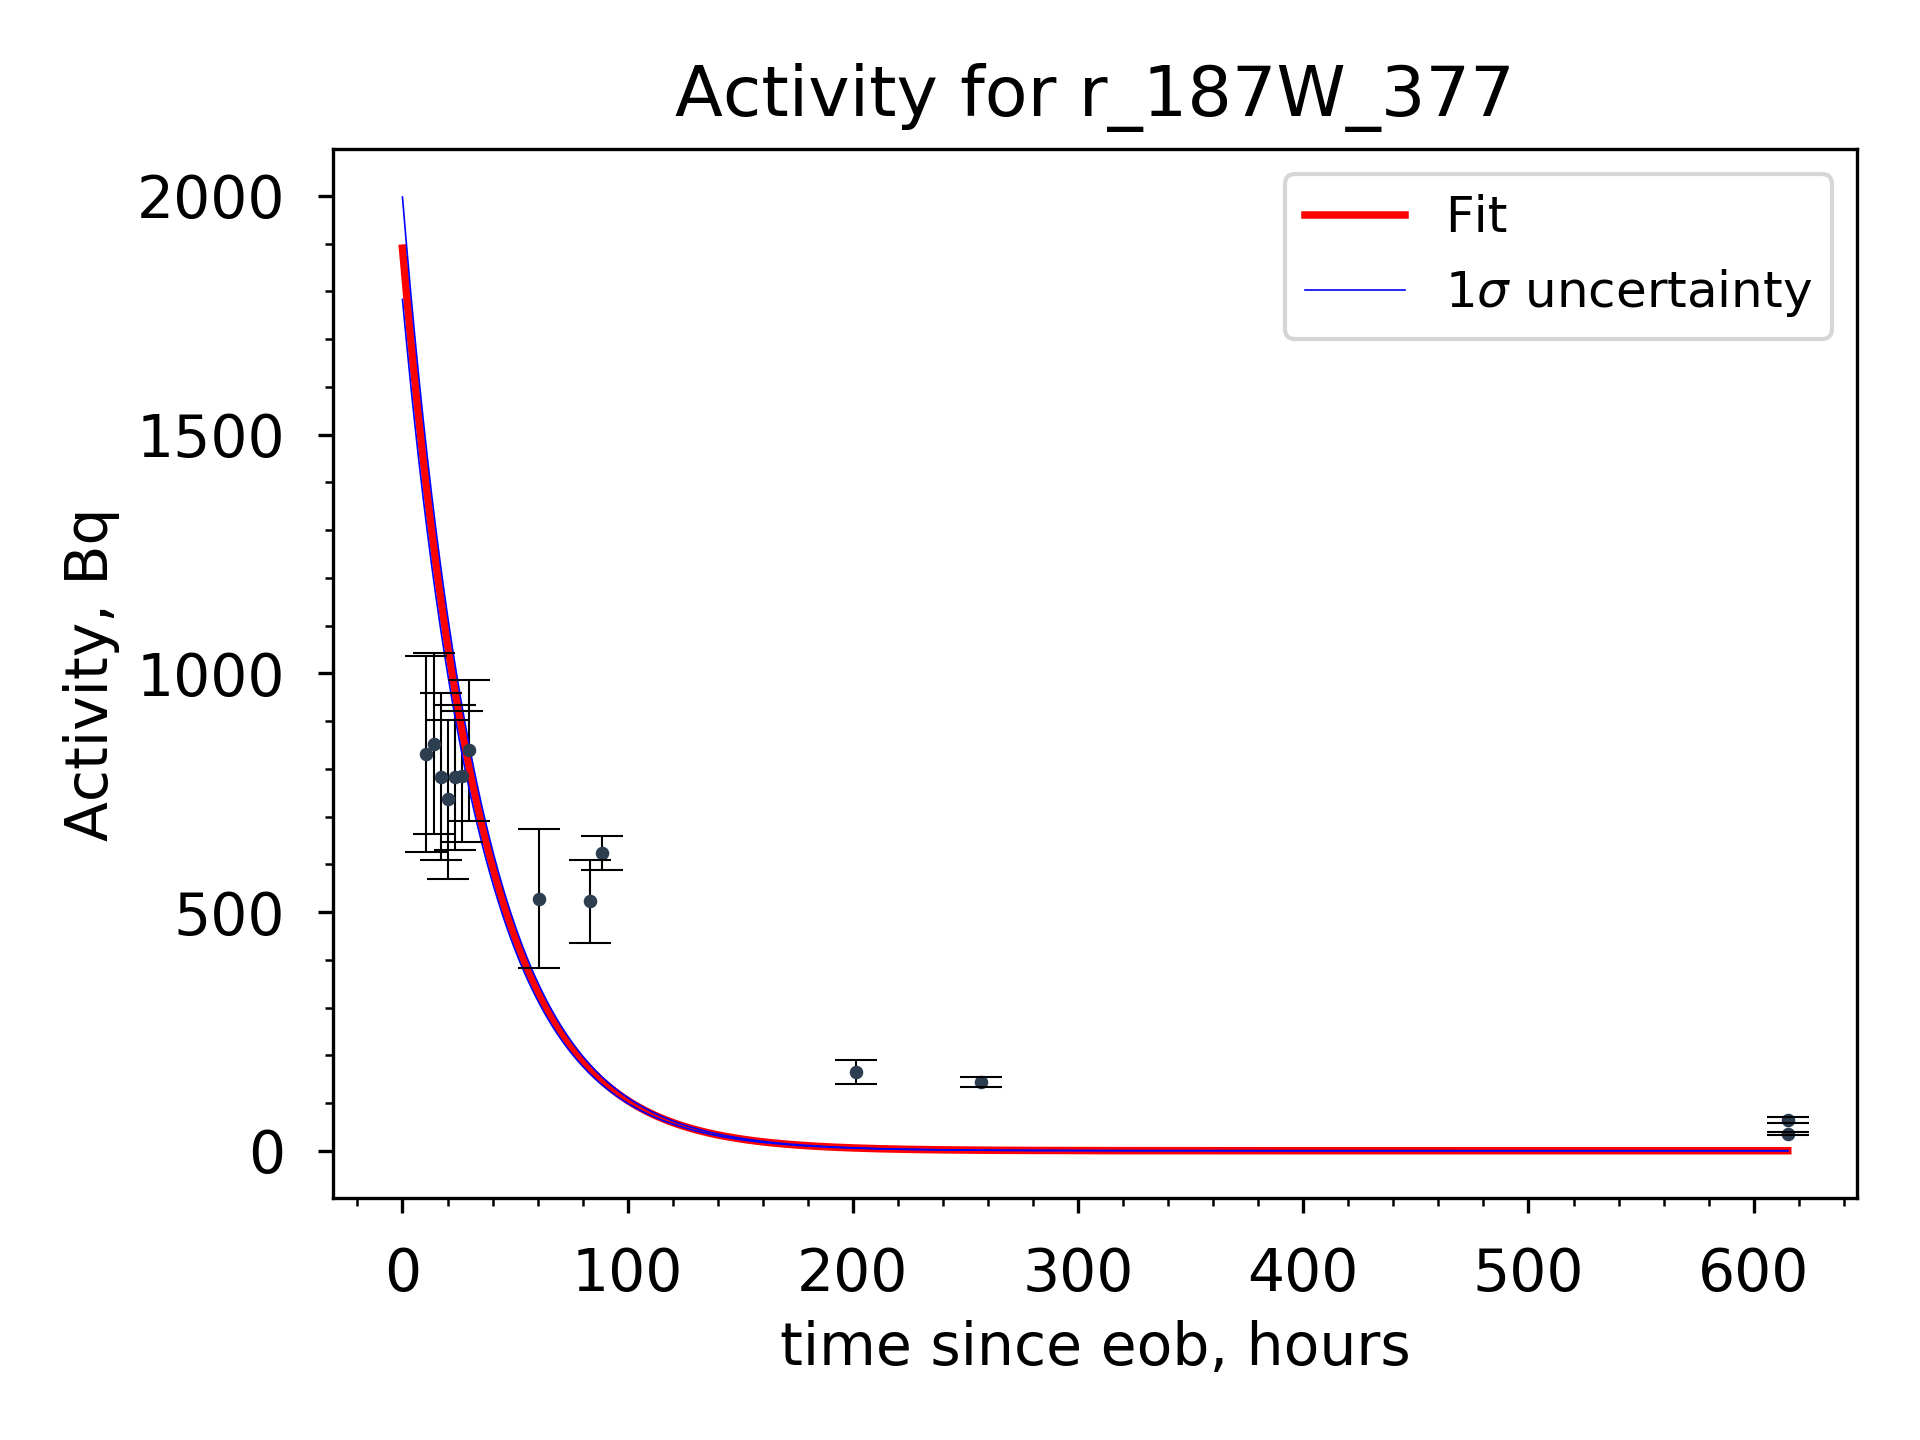 Activity for r_187W_377
Fit
1σ uncertainty
2000
1500
1000
500
0
Activity, Bq
0 100 200 300 400 500 600
time since eob, hours